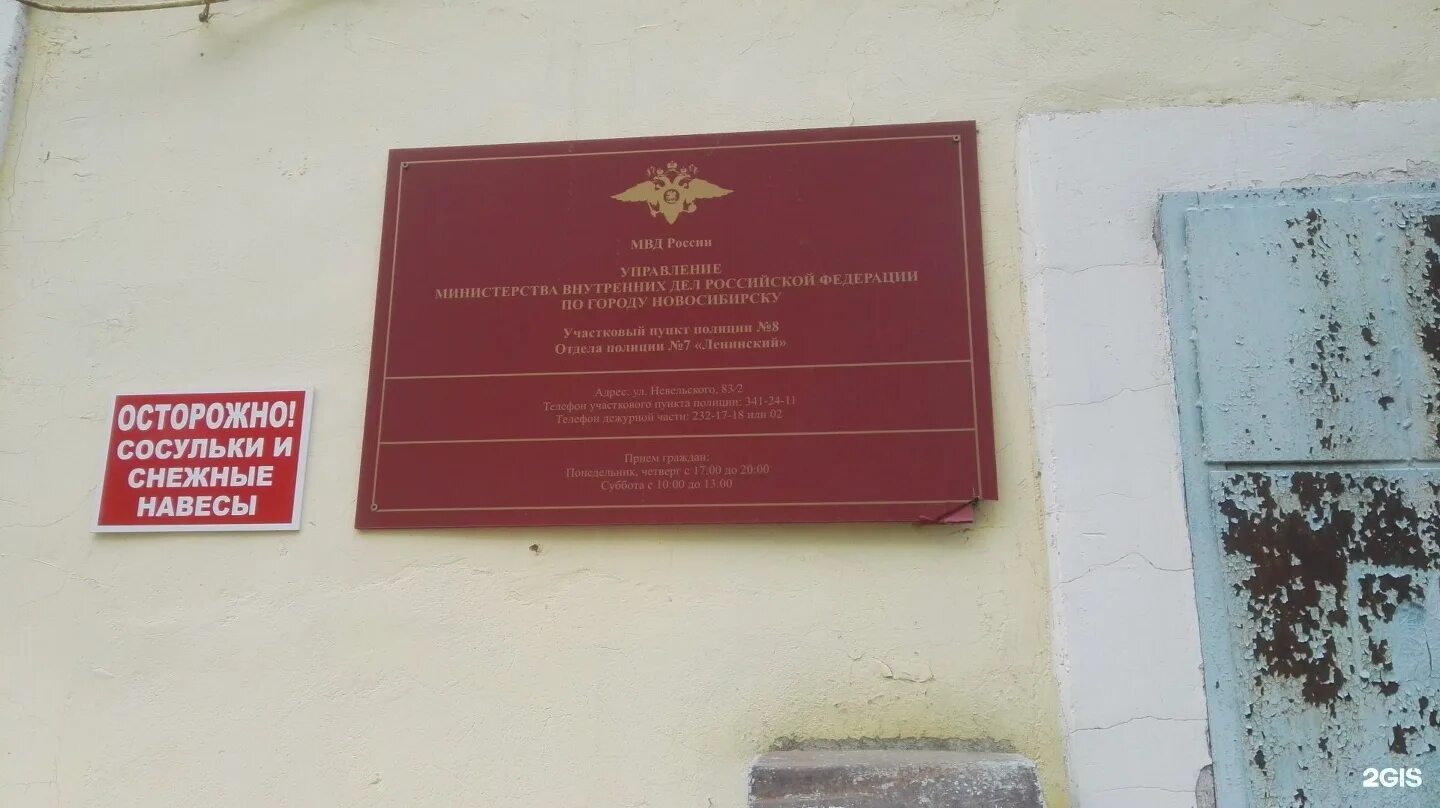 ОСТОРОЖНО!
СОСУЛЬКИ И
СНЕЖНЫЕ
НАВЕСЫ
МВД России
УПРАВЛЕНИЕ
МИНИСТЕРСТВА ВНУТРЕННИХ ДЕЛ РОССИЙСКОЙ ФЕДЕРАЦИИ
ПО ГОРОДУ НОВОСИБИРСКУ
Участковый пункт полиции №8
Отдела полиции №7 «Ленинский»
Адрес: ул. Невельского, 83/2
Телефон участкового пункта полиции: 341-24-11
Телефон дежурной части: 232-17-18 или 02
Прием граждан:
Понедельник, четверг с 17:00 до 20:00
Суббота с 10:00 до 13:00
2GIS